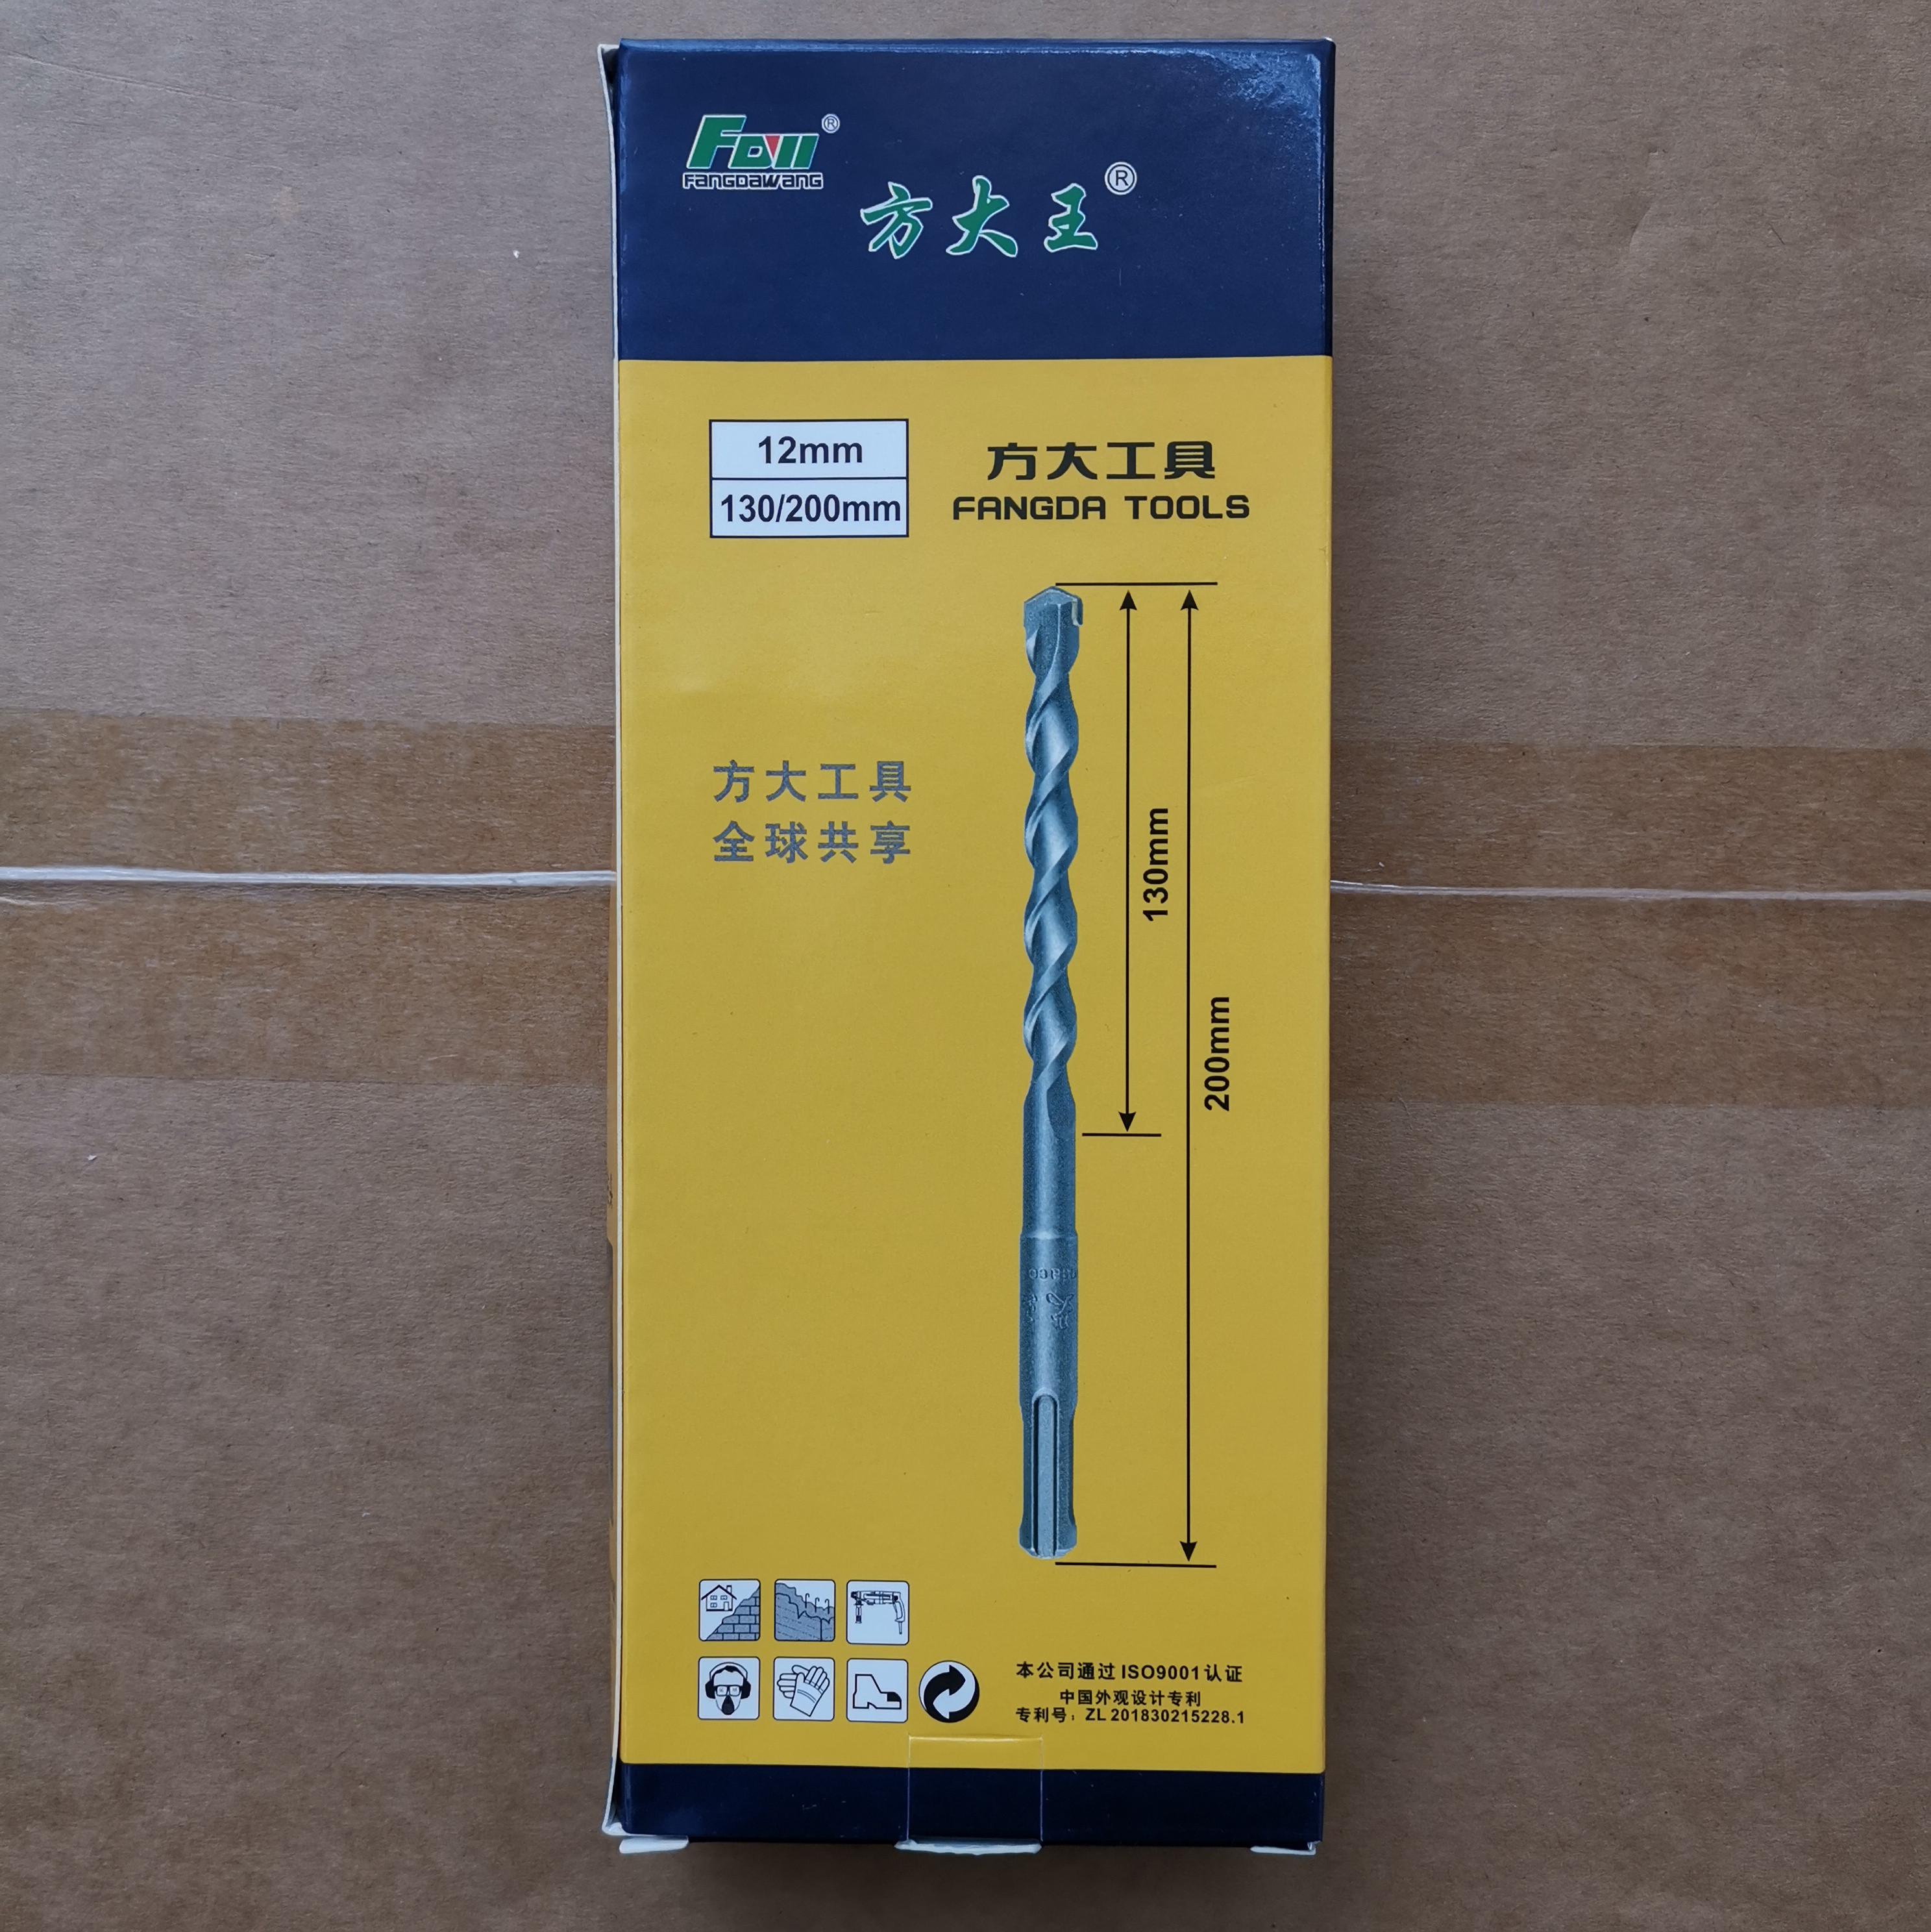 FDW®
FANGDAWANG
方大王®
12mm
130/200mm
方大工具
FANGDA TOOLS
方大工具
全球共享
130mm
200mm
本公司通过ISO9001认证
中国外观设计专利
专利号：ZL 201830215228.1